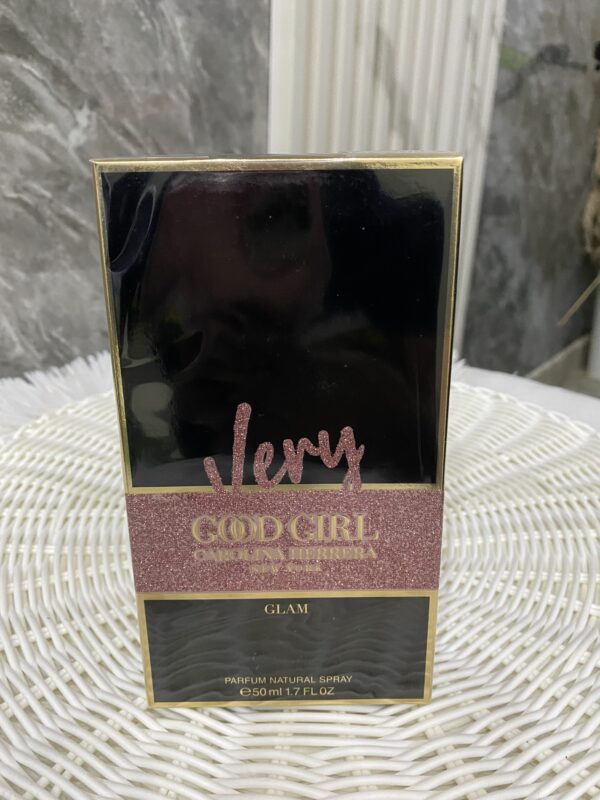 Very
GOOD GIRL
CAROLINA HERRERA
NEW YORK
GLAM
PARFUM NATURAL SPRAY
℮50 ml 1.7 FL OZ